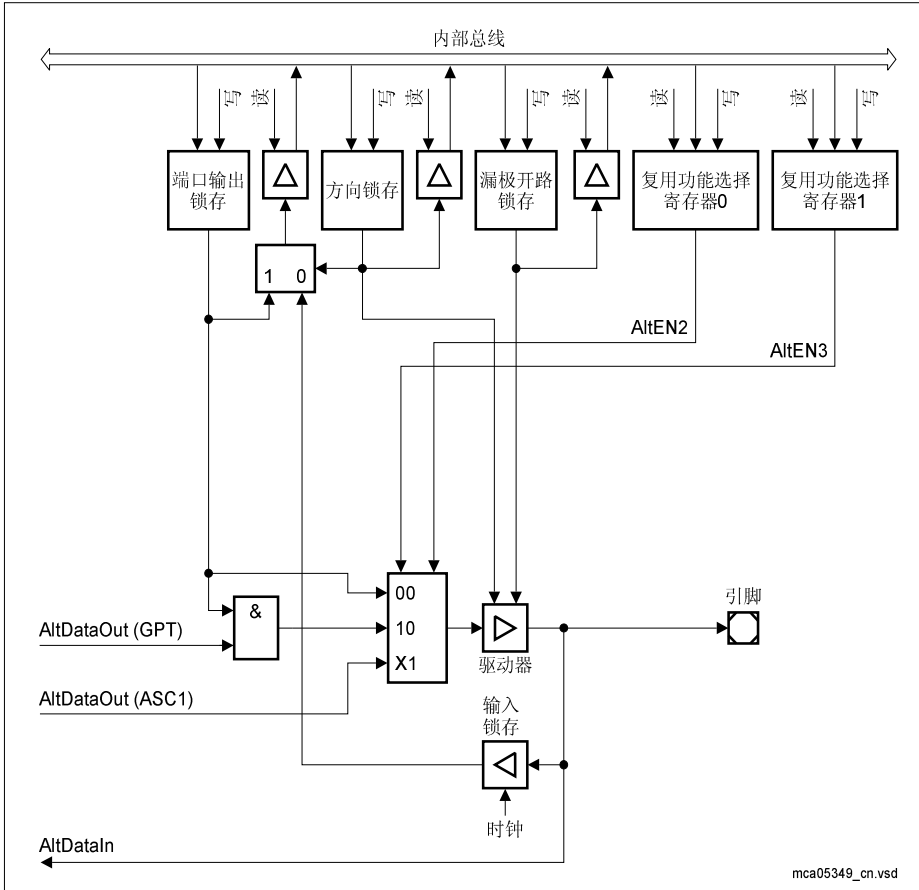 内部总线
写
读
写
读
写
读
读
写
读
写
端口输出
锁存
方向锁存
漏极开路
锁存
复用功能选择
寄存器0
复用功能选择
寄存器1
1 0
AltEN2
AltEN3
00
10
X1
&
AltDataOut (GPT)
驱动器
引脚
AltDataOut (ASC1)
输入
锁存
时钟
AltDataIn
mca05349_cn.vsd